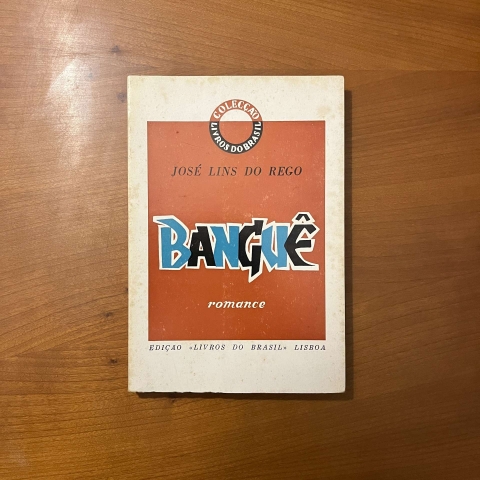 COLECÇÃO
LIVROS DO BRASIL
JOSÉ LINS DO REGO
BANGUÊ
romance
EDIÇÃO «LIVROS DO BRASIL» LISBOA